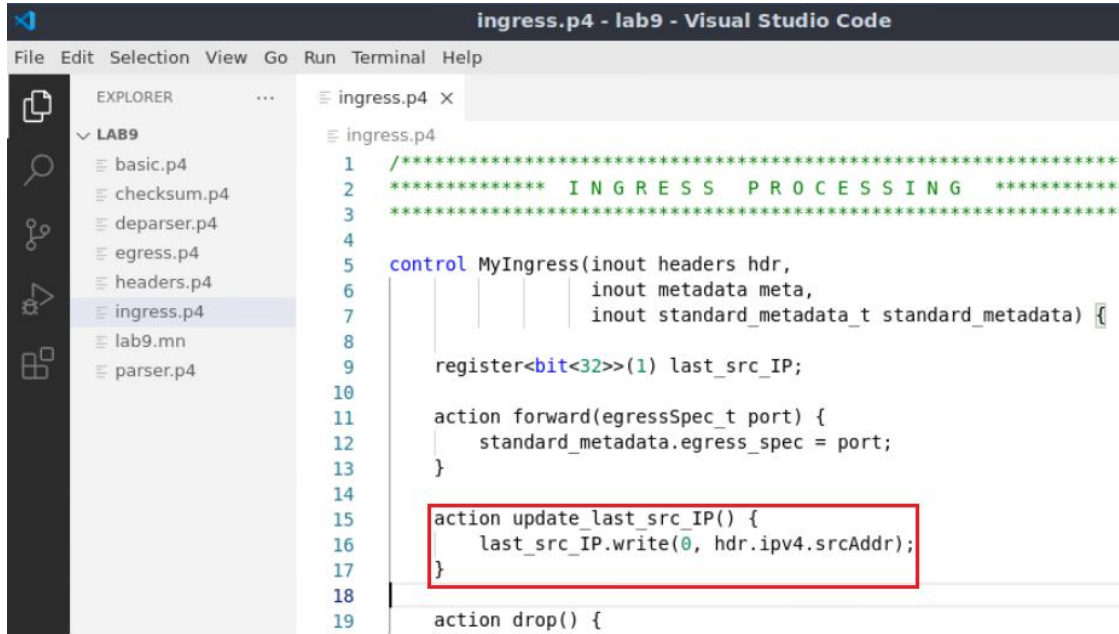 ingress.p4 - lab9 - Visual Studio Code
File Edit Selection View Go Run Terminal Help
EXPLORER ...
LAB9
basic.p4
checksum.p4
deparser.p4
egress.p4
headers.p4
ingress.p4
lab9.mn
parser.p4
ingress.p4
ingress.p4
1 /*****************************************************************
2 ************** I N G R E S S   P R O C E S S I N G   ***********
3 *****************************************************************
4
5 control MyIngress(inout headers hdr,
6 inout metadata meta,
7 inout standard_metadata_t standard_metadata) {
8
9 register<bit<32>>(1) last_src_IP;
10
11 action forward(egressSpec_t port) {
12 standard_metadata.egress_spec = port;
13 }
14
15 action update_last_src_IP() {
16 last_src_IP.write(0, hdr.ipv4.srcAddr);
17 }
18
19 action drop() {